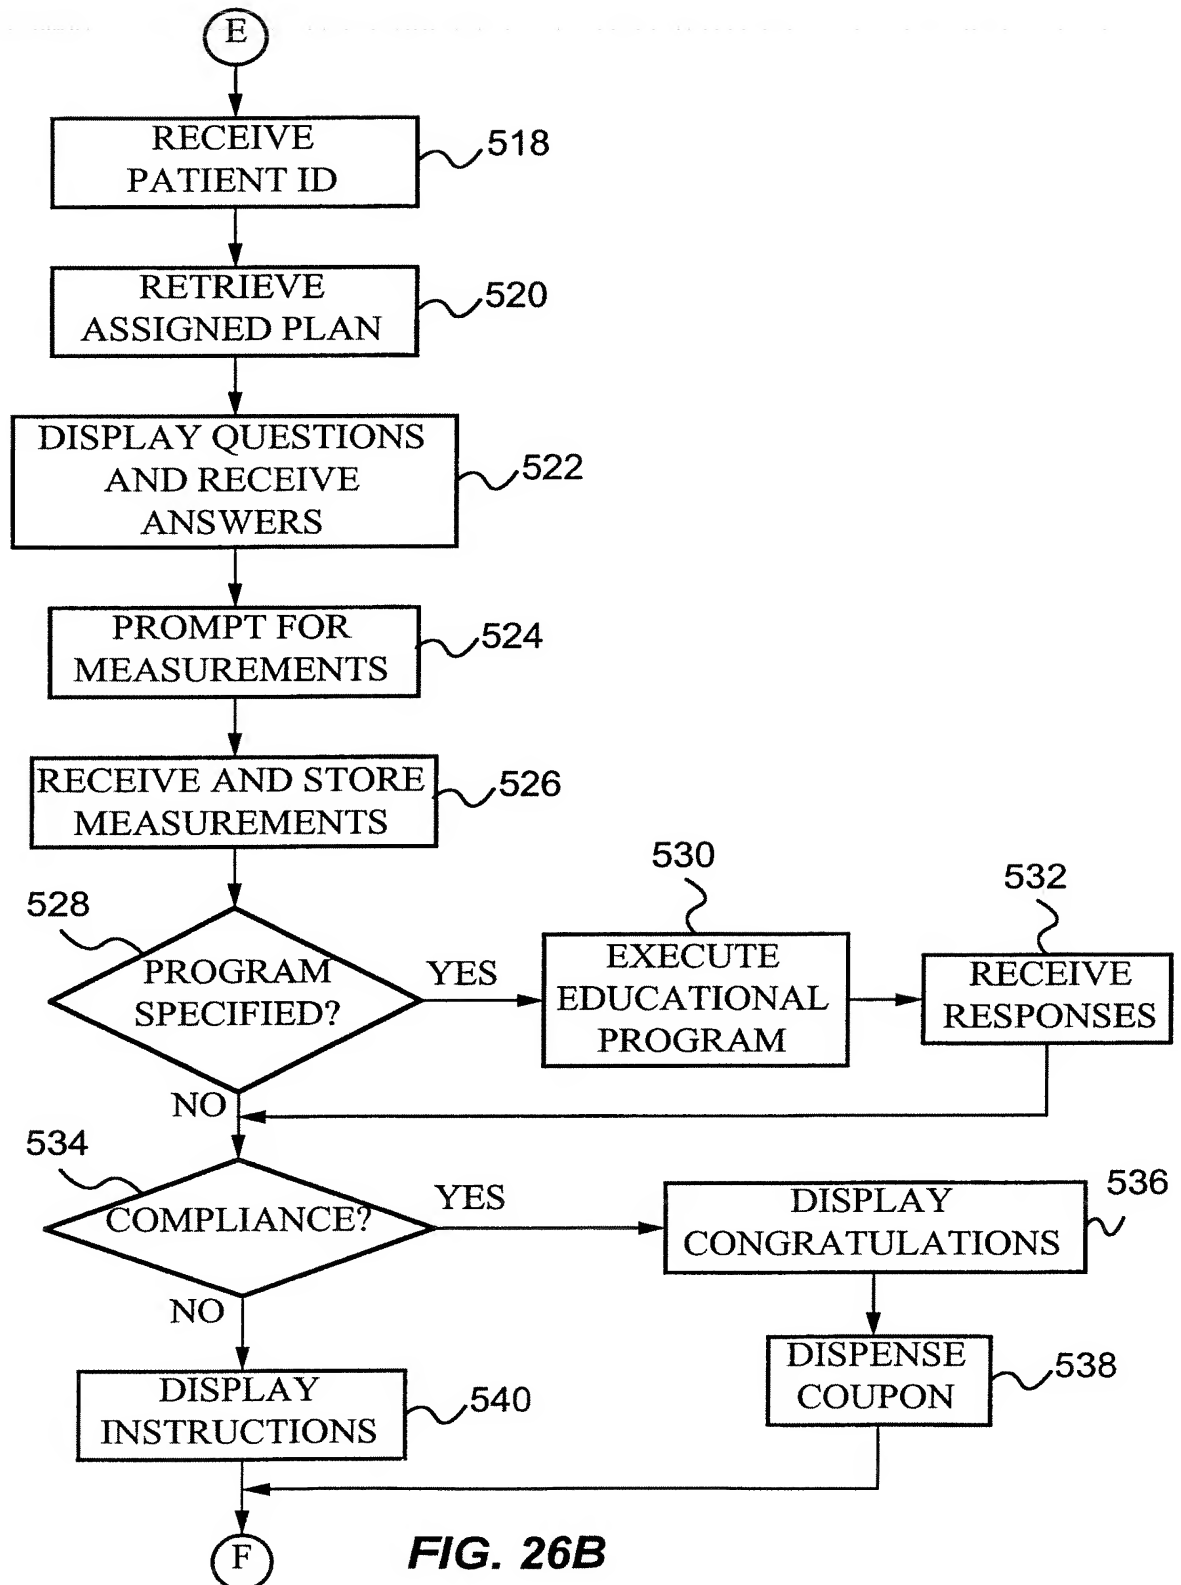 E
RECEIVE
PATIENT ID
518
RETRIEVE
ASSIGNED PLAN
520
DISPLAY QUESTIONS
AND RECEIVE
ANSWERS
522
PROMPT FOR
MEASUREMENTS
524
RECEIVE AND STORE
MEASUREMENTS
526
528
PROGRAM
SPECIFIED?
YES
530
EXECUTE
EDUCATIONAL
PROGRAM
532
RECEIVE
RESPONSES
NO
534
COMPLIANCE?
YES
DISPLAY
CONGRATULATIONS
536
NO
DISPENSE
COUPON
538
DISPLAY
INSTRUCTIONS
540
F
FIG. 26B